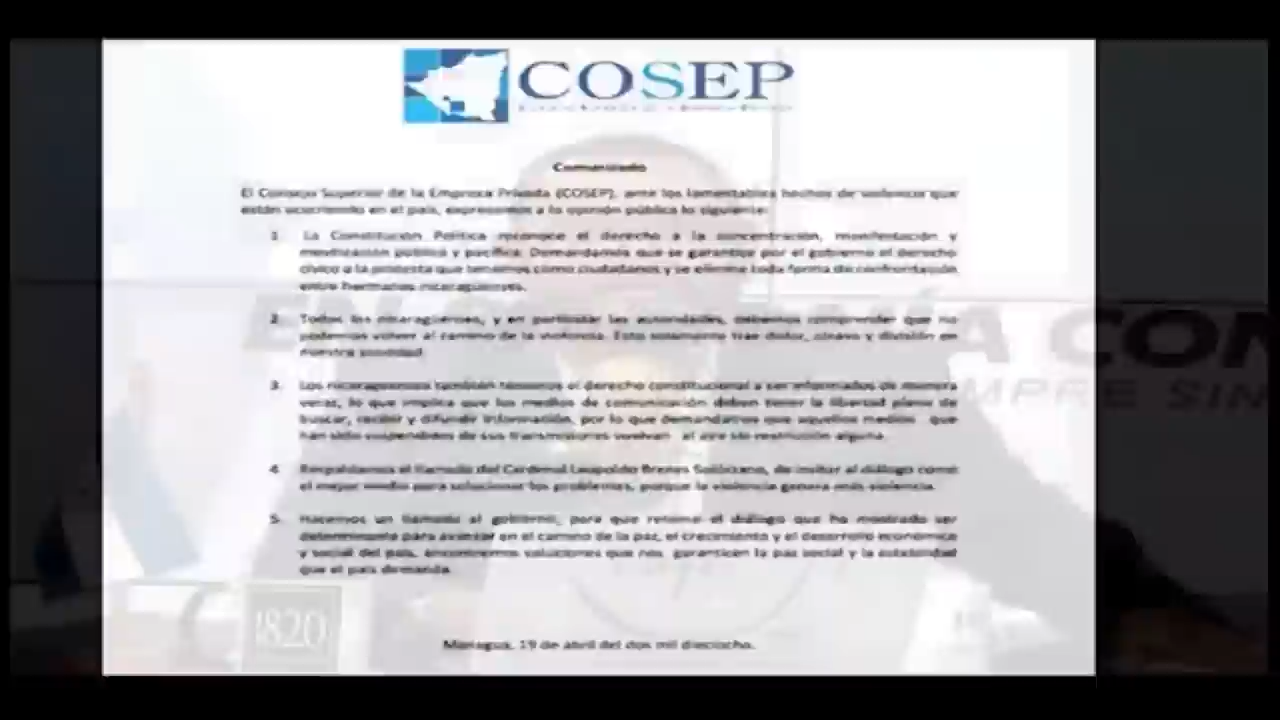 COSEP
Comunicado
El Consejo Superior de la Empresa Privada (COSEP), ante los lamentables hechos de violencia que
están ocurriendo en el país, expresamos a la opinión pública lo siguiente:
1. La Constitución Política reconoce el derecho a la concentración, manifestación y
movilización pública y pacífica. Demandamos que se garantice por el gobierno el derecho
cívico a la protesta que tenemos como ciudadanos y se elimine toda forma de confrontación
entre hermanos nicaragüenses.
2. Todos los nicaragüenses, y en particular las autoridades, debemos comprender que no
podemos volver al camino de la violencia. Esto solamente trae dolor, y división en
nuestra sociedad.
3. Los nicaragüenses también tenemos el derecho constitucional a ser informados de manera
veraz, lo que implica que los medios de comunicación deben tener la libertad plena de
buscar, recibir y difundir información, por lo que demandamos que aquellos medios que
han sido suspendidos de sus transmisiones vuelvan al aire sin restricción alguna.
4. Respaldamos el llamado del Cardenal Leopoldo Brenes Solórzano, de invitar al diálogo como
el mejor medio para solucionar los problemas, porque la violencia genera más violencia.
5. Hacemos un llamado al gobierno, para que retome el diálogo que ha mostrado ser
determinante para avanzar en el camino de la paz, el crecimiento y el desarrollo económico
y social del país, encontremos soluciones que nos garanticen la paz social y la estabilidad
que el país demanda.
Managua, 19 de abril del dos mil dieciocho.
EN ÍA CON
MPRE SIN
1820